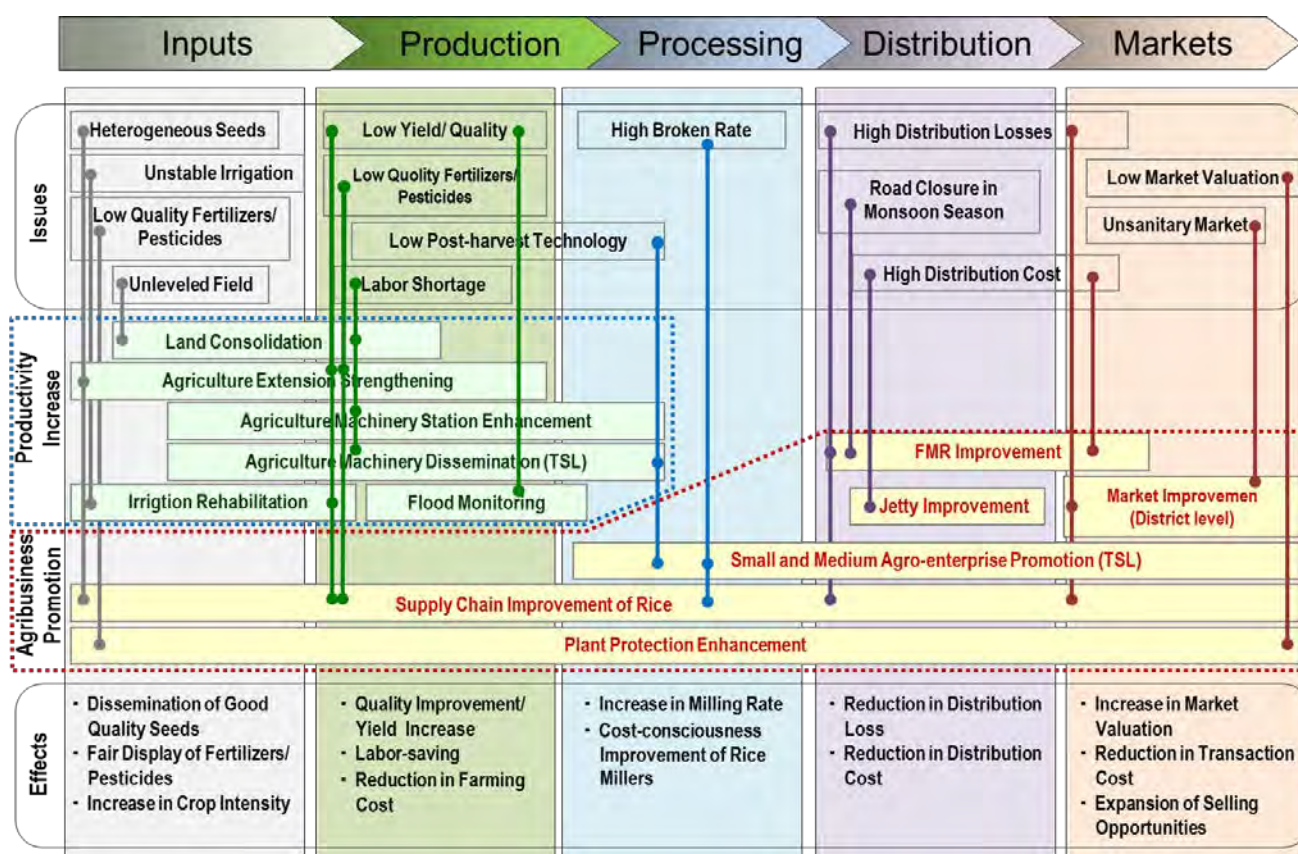 Inputs
Production
Processing
Distribution
Markets
Issues
Heterogeneous Seeds
Unstable Irrigation
Low Quality Fertilizers/
Pesticides
Unleveled Field
Low Yield/ Quality
Low Quolity Fertilizers/
Pesticides
Low Post-harvest Technology
Labor Shortage
High Broken Rate
High Distribution Losses
Road Closure in
Monsoon Season
High Distribution Cost
Low Market Valuation
Unsanitary Market
Productivity
Increase
Land Consolidation
Agriculture Extension Strengthening
Agriculture Machinery Station Enhancement
Agriculture Machinery Dissemination (TSL)
Irrigtion Rehabilitation
Flood Monitoring
FMR Improvement
Jetty Improvement
Market Improvemen
(District level)
Agribusiness
Promotion
Small and Medium Agro-enterprise Promotion (TSL)
Supply Chain Improvement of Rice
Plant Protection Enhancement
Effects
· Dissemination of Good
Quality Seeds
· Fair Display of Fertilizers/
Pesticides
· Increase in Crop Intensity
· Quality Improvement/
Yield Increase
· Labor-saving
· Reduction in Farming
Cost
· Increase in Milling Rate
· Cost-consciousness
Improvement of Rice
Millers
· Reduction in Distribution
Loss
· Reduction in Distribution
Cost
· Increase in Market
Valuation
· Reduction in Transaction
Cost
· Expansion of Selling
Opportunities